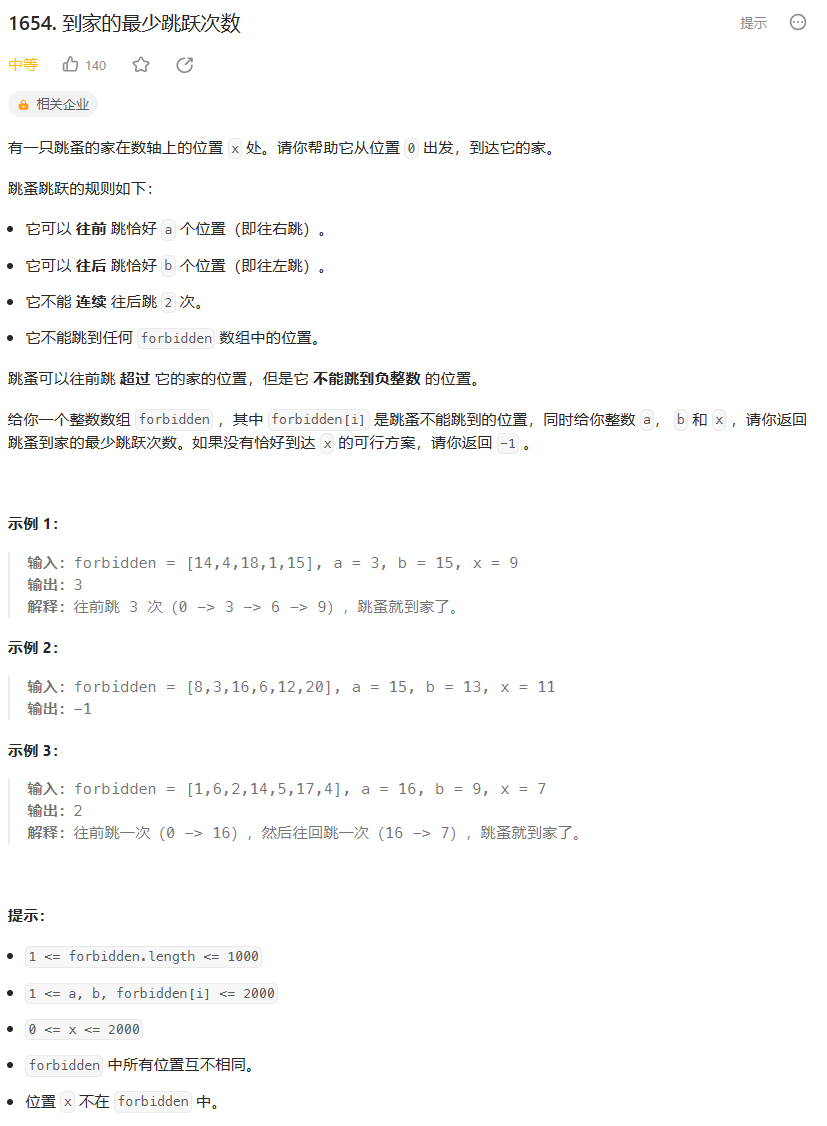 1654. 到家的最少跳跃次数
提示
中等
140
相关企业
有一只跳蚤的家在数轴上的位置 x 处。请你帮助它从位置 0 出发，到达它的家。
跳蚤跳跃的规则如下：
它可以 往前 跳恰好 a 个位置（即往右跳）。
它可以 往后 跳恰好 b 个位置（即往左跳）。
它不能 连续 往后跳 2 次。
它不能跳到任何 forbidden 数组中的位置。
跳蚤可以往前跳 超过 它的家的位置，但是它 不能跳到负整数 的位置。
给你一个整数数组 forbidden ，其中 forbidden[i] 是跳蚤不能跳到的位置，同时给你整数 a， b 和 x ，请你返回
跳蚤到家的最少跳跃次数。如果没有恰好到达 x 的可行方案，请你返回 -1 。
示例 1：
输入：forbidden = [14,4,18,1,15], a = 3, b = 15, x = 9
输出：3
解释：往前跳 3 次（0 -> 3 -> 6 -> 9），跳蚤就到家了。
示例 2：
输入：forbidden = [8,3,16,6,12,20], a = 15, b = 13, x = 11
输出：-1
示例 3：
输入：forbidden = [1,6,2,14,5,17,4], a = 16, b = 9, x = 7
输出：2
解释：往前跳一次（0 -> 16），然后往回跳一次（16 -> 7），跳蚤就到家了。
提示：
1 <= forbidden.length <= 1000
1 <= a, b, forbidden[i] <= 2000
0 <= x <= 2000
forbidden 中所有位置互不相同。
位置 x 不在 forbidden 中。